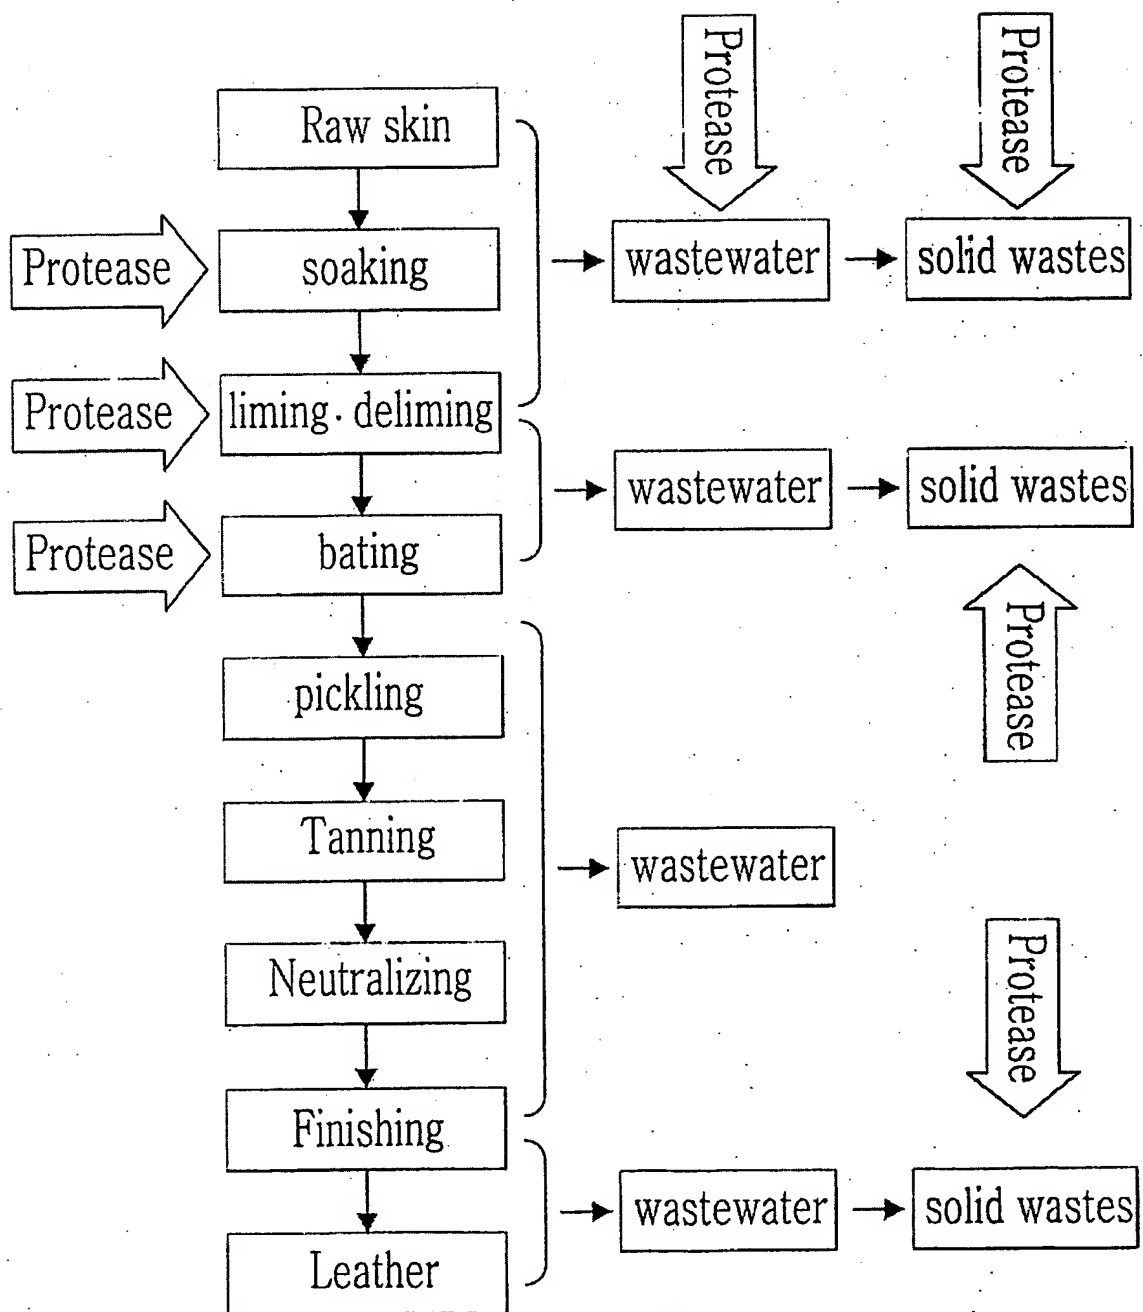 Protease
Protease
Raw skin
Protease
soaking
wastewater
solid wastes
Protease
liming · deliming
wastewater
solid wastes
Protease
bating
Protease
pickling
Tanning
wastewater
Protease
Neutralizing
Finishing
wastewater
solid wastes
Leather